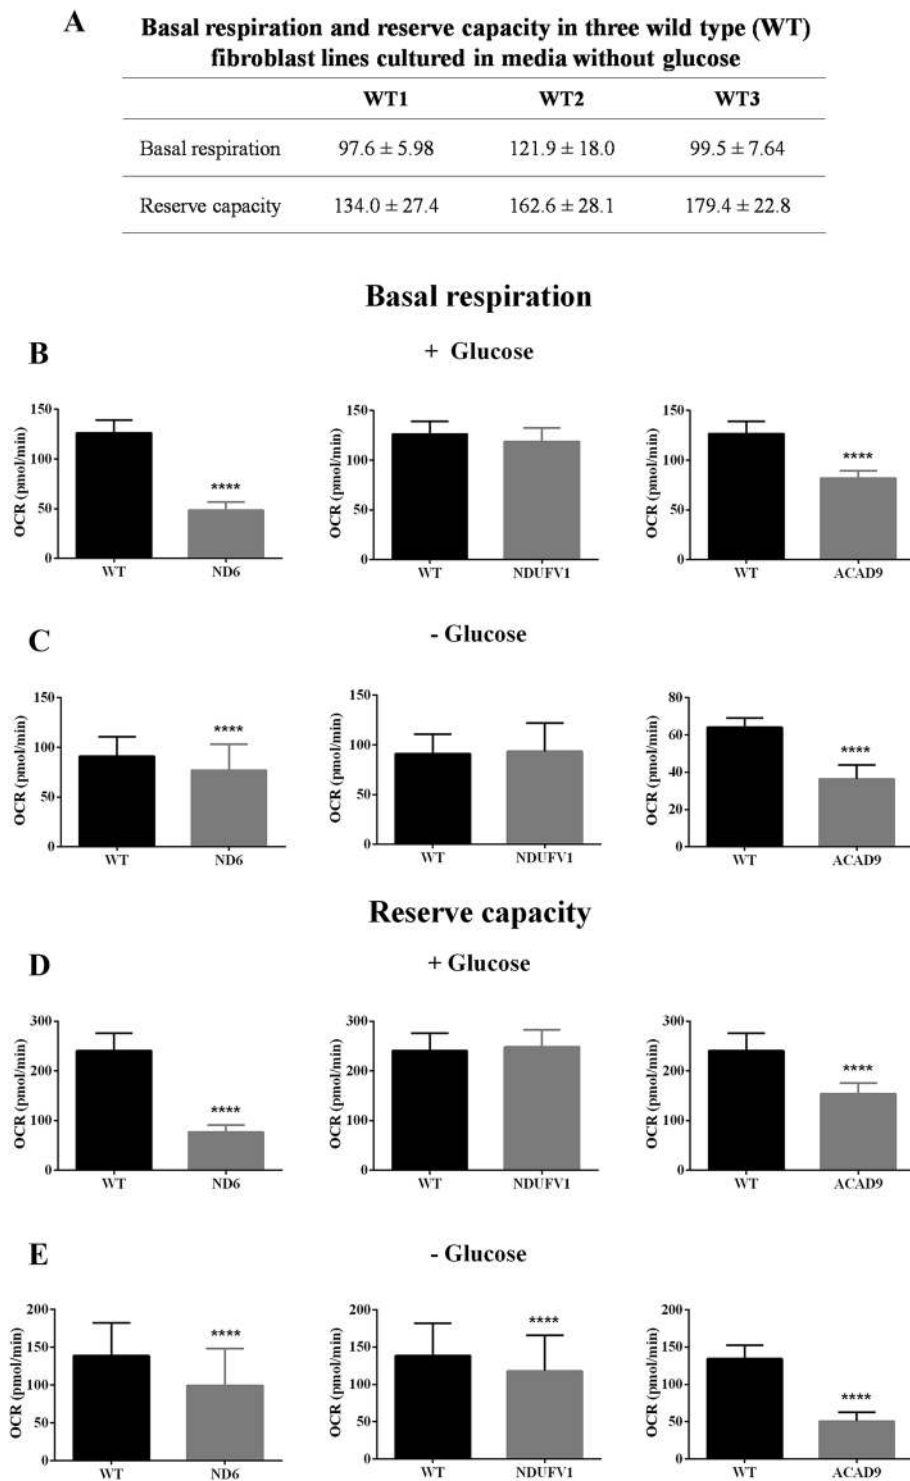 A
Basal respiration and reserve capacity in three wild type (WT)
fibroblast lines cultured in media without glucose
WT1 WT2 WT3
Basal respiration 97.6 ± 5.98 121.9 ± 18.0 99.5 ± 7.64
Reserve capacity 134.0 ± 27.4 162.6 ± 28.1 179.4 ± 22.8
Basal respiration
B
+ Glucose
OCR (pmol/min)
150
100
50
0
****
WT ND6
OCR (pmol/min)
150
100
50
0
WT NDUFV1
OCR (pmol/min)
150
100
50
0
****
WT ACAD9
C
- Glucose
OCR (pmol/min)
150
100
50
0
****
WT ND6
OCR (pmol/min)
150
100
50
0
WT NDUFV1
OCR (pmol/min)
80
60
40
20
0
****
WT ACAD9
Reserve capacity
D
+ Glucose
OCR (pmol/min)
300
200
100
0
****
WT ND6
OCR (pmol/min)
300
200
100
0
WT NDUFV1
OCR (pmol/min)
300
200
100
0
****
WT ACAD9
E
- Glucose
OCR (pmol/min)
200
150
100
50
0
****
WT ND6
OCR (pmol/min)
200
150
100
50
0
****
WT NDUFV1
OCR (pmol/min)
200
150
100
50
0
****
WT ACAD9